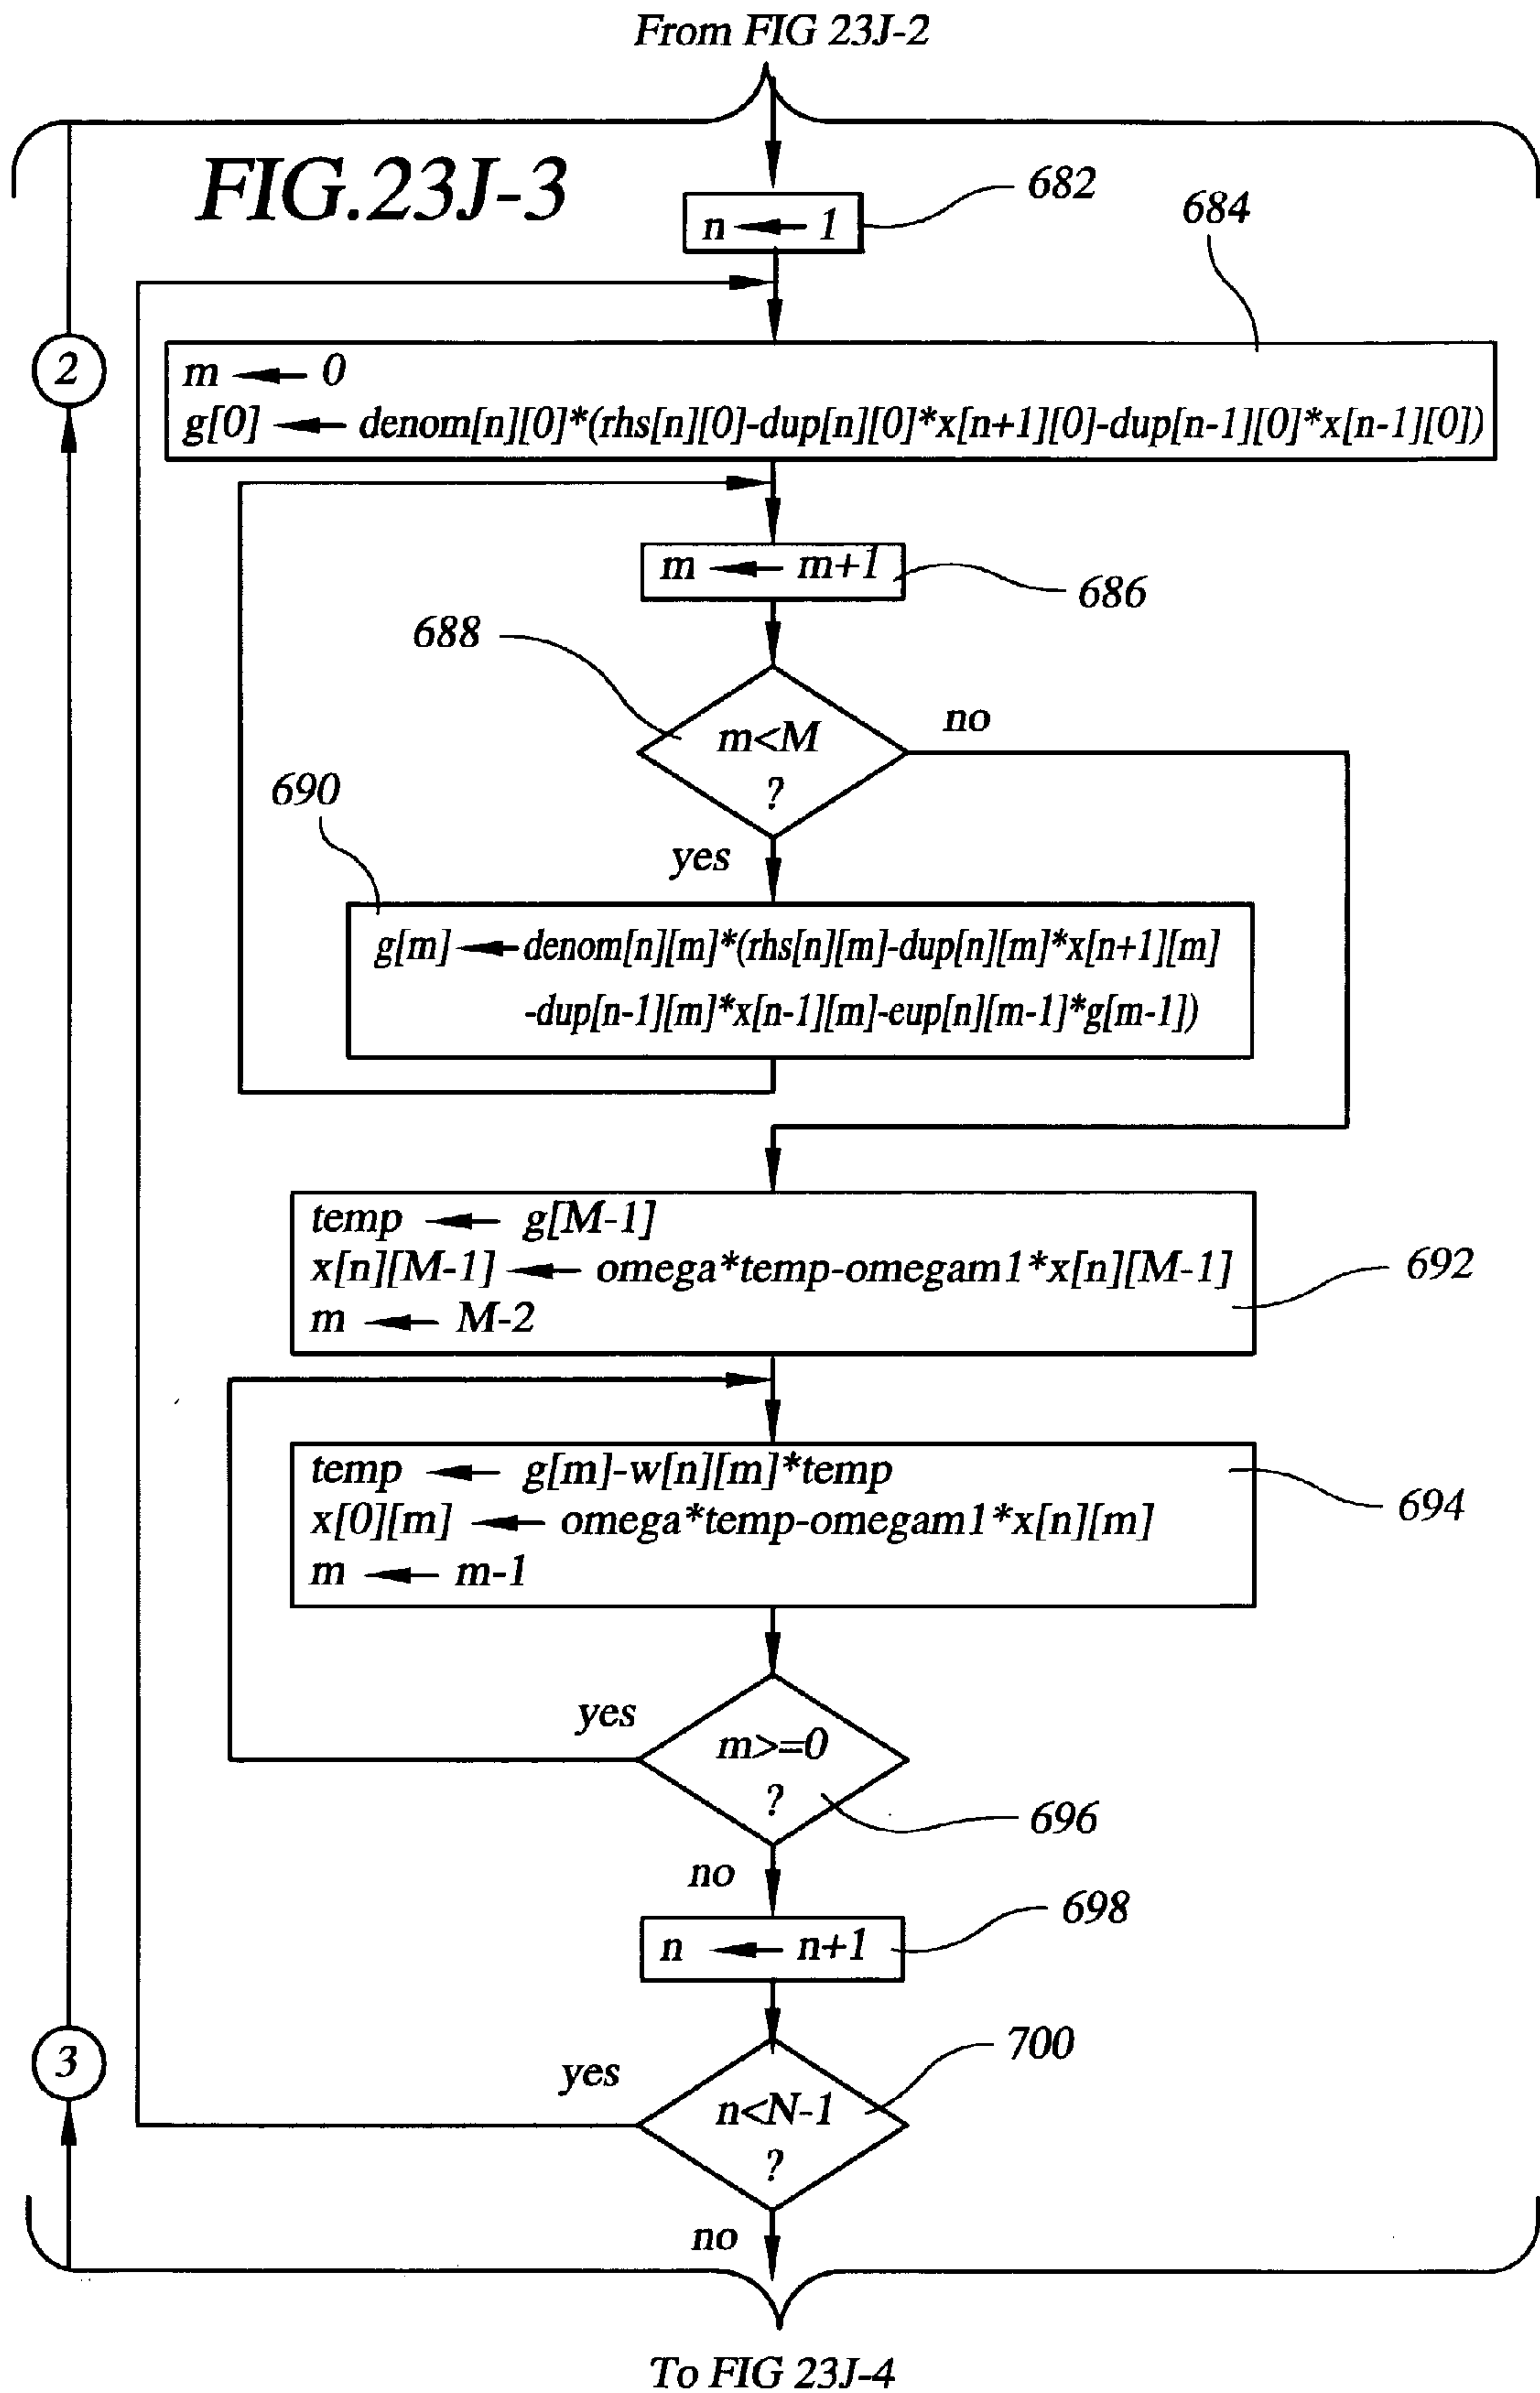 From FIG 23J-2
FIG.23J-3
682
n ← 1
684
2
m ← 0
g[0] ← denom[n][0]*(rhs[n][0]-dup[n][0]*x[n+1][0]-dup[n-1][0]*x[n-1][0])
m ← m+1
686
688
m<M
?
no
690
yes
g[m] ← denom[n][m]*(rhs[n][m]-dup[n][m]*x[n+1][m]
-dup[n-1][m]*x[n-1][m]-eup[n][m-1]*g[m-1])
temp ← g[M-1]
x[n][M-1] ← omega*temp-omegam1*x[n][M-1]
m ← M-2
692
temp ← g[m]-w[n][m]*temp
x[0][m] ← omega*temp-omegam1*x[n][m]
m ← m-1
694
yes
m>=0
?
696
no
698
n ← n+1
700
3
yes
n<N-1
?
no
To FIG 23J-4